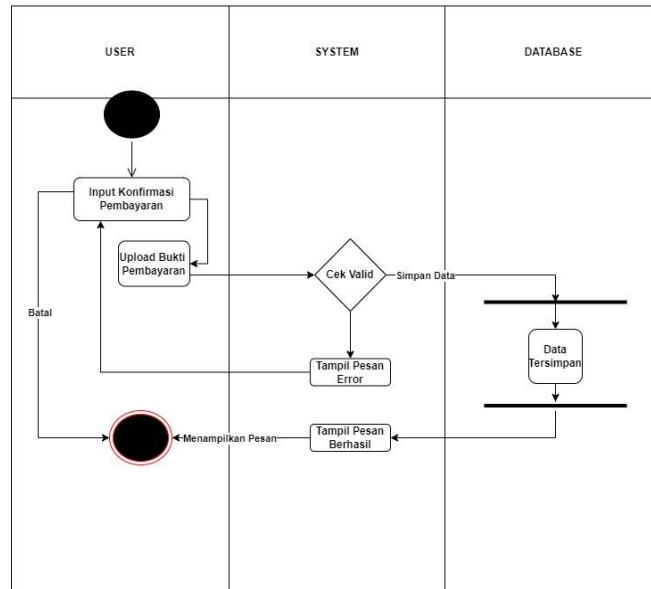 USER
SYSTEM
DATABASE
Input Konfirmasi
Pembayaran
Upload Bukti
Pembayaran
Cek Valid
Simpan Data
Batal
Data
Tersimpan
Tampil Pesan
Error
Menampilkan Pesan
Tampil Pesan
Berhasil